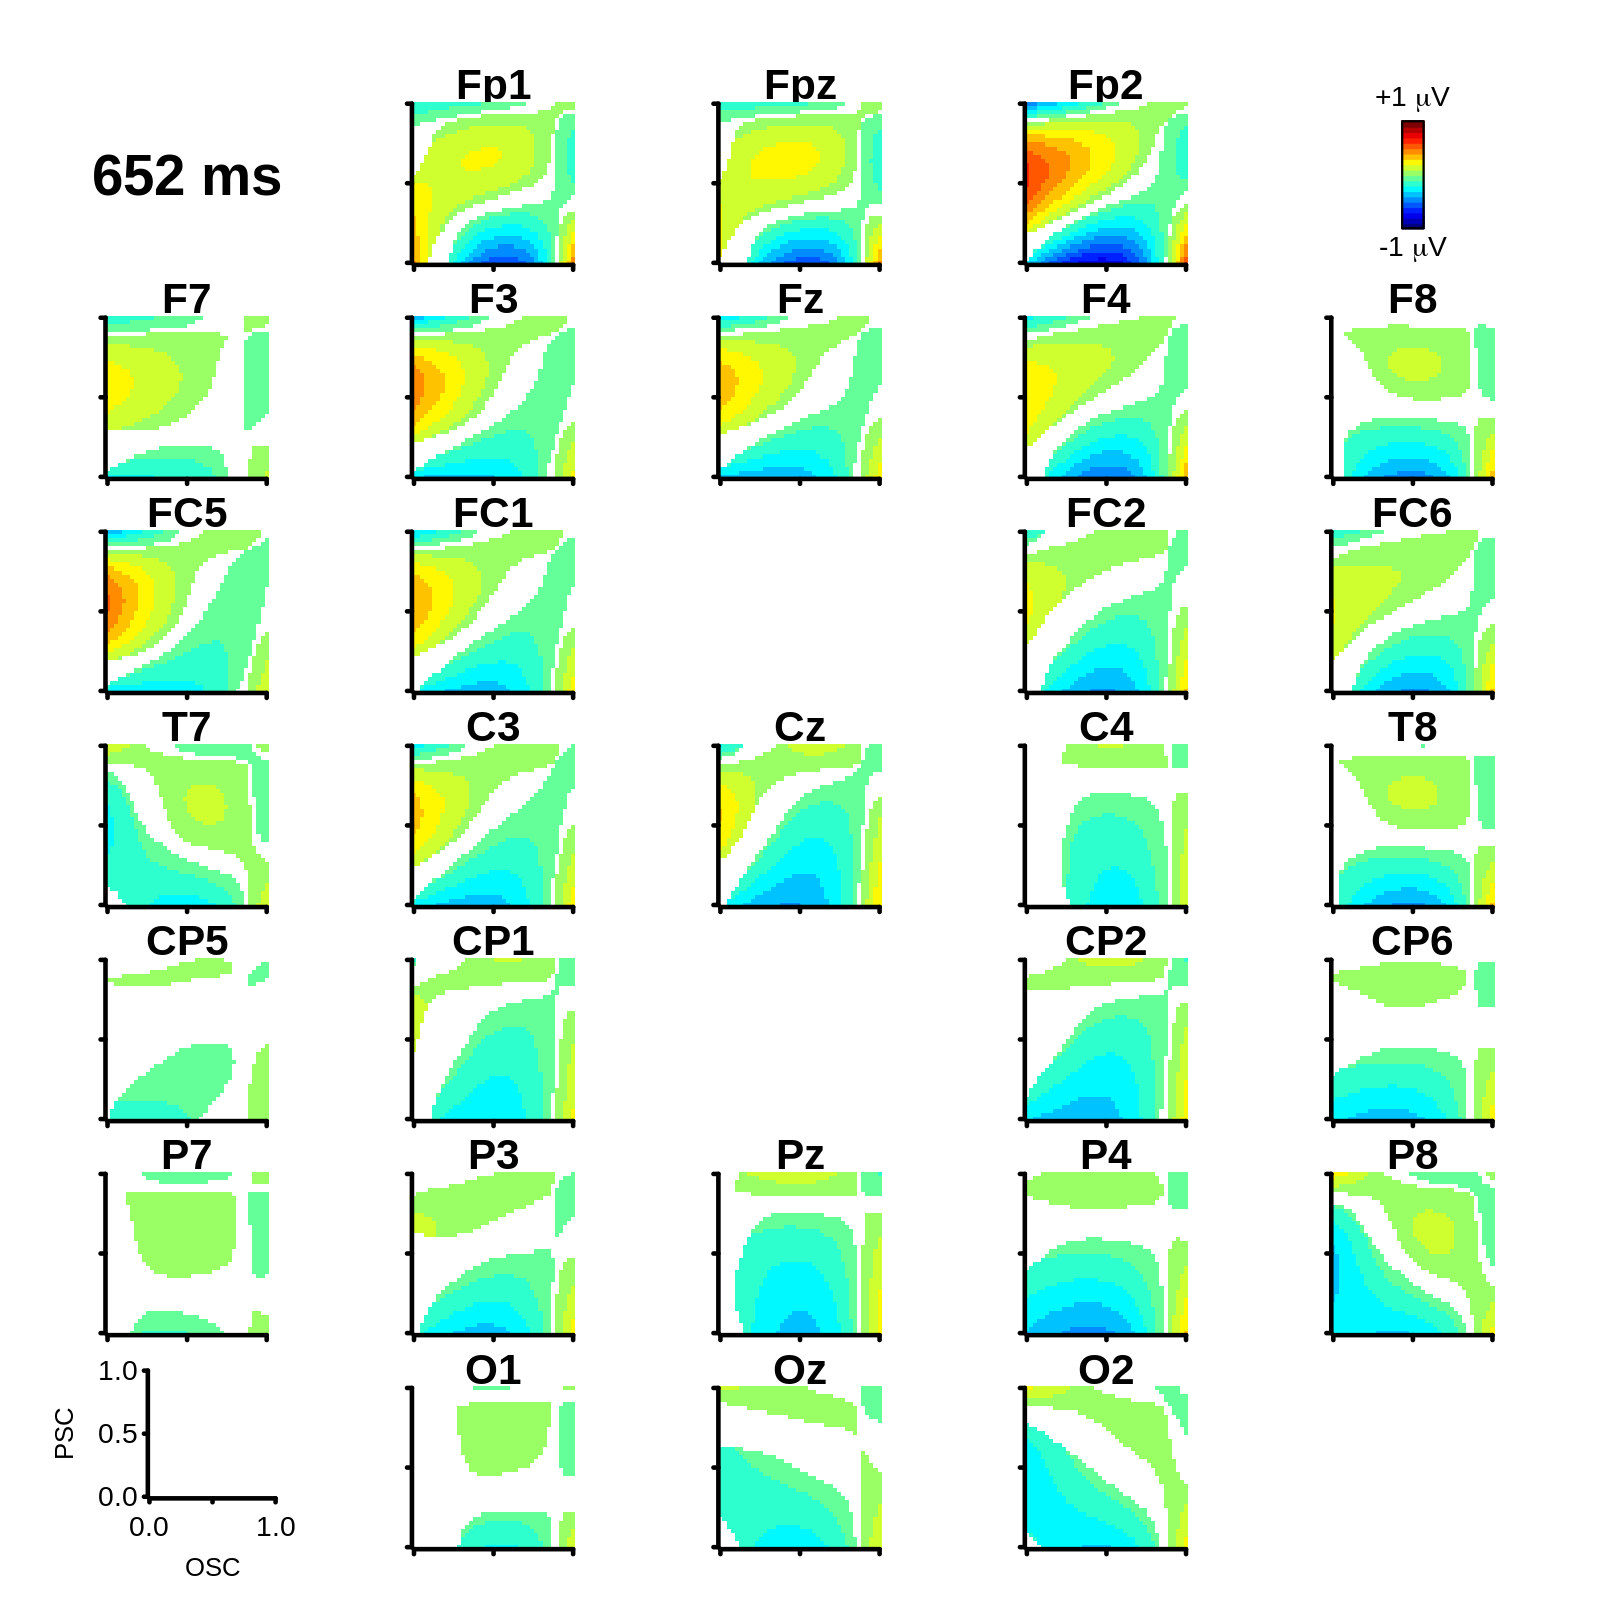 Fp1 Fpz Fp2
+1 μV
652 ms
-1 μV
F7 F3 Fz F4 F8
FC5 FC1 FC2 FC6
T7 C3 Cz C4 T8
CP5 CP1 CP2 CP6
P7 P3 Pz P4 P8
O1 Oz O2
1.0
PSC
0.5
0.0
0.0 1.0
OSC